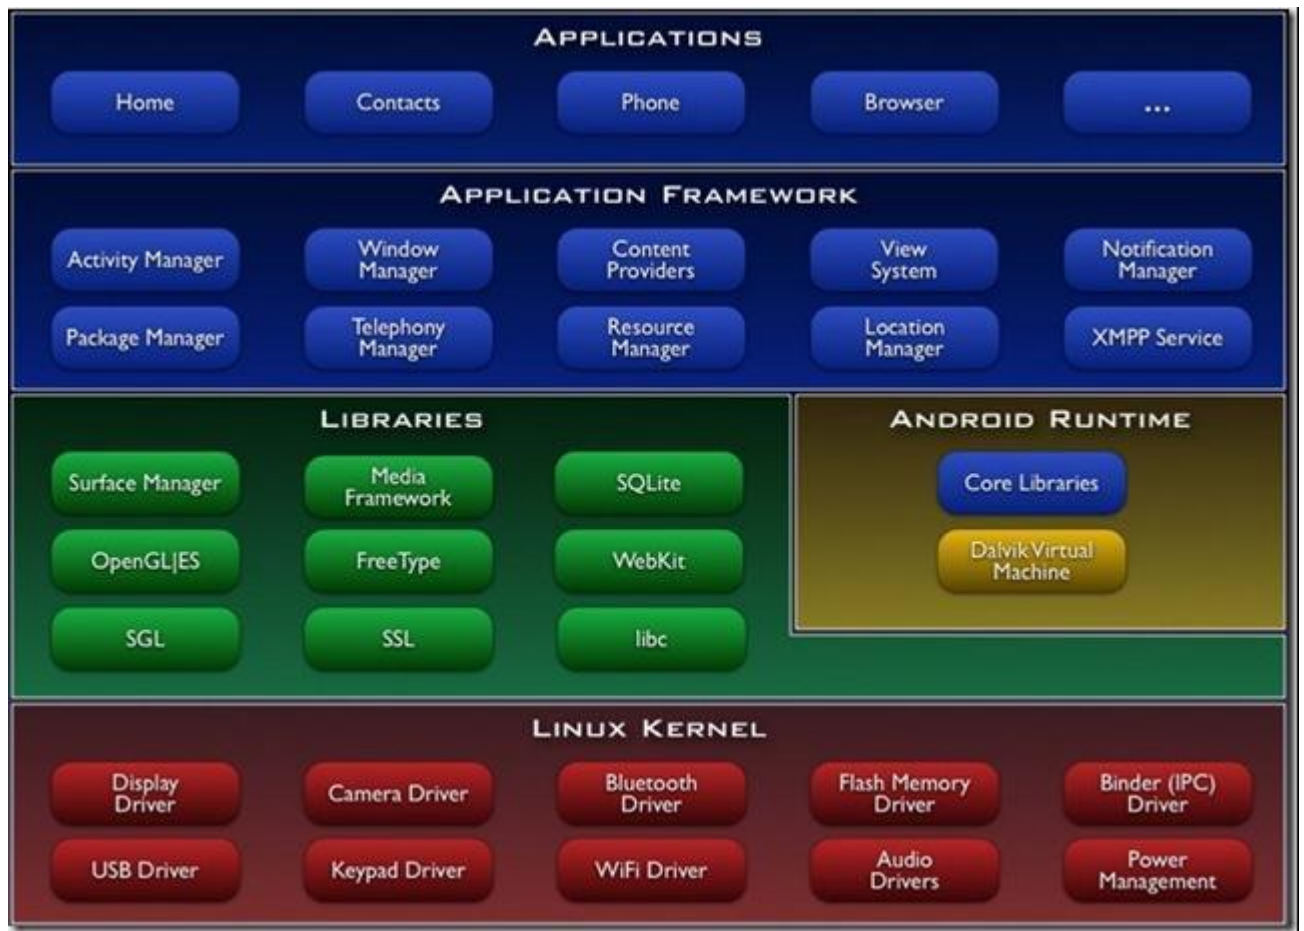 APPLICATIONS
Home
Contacts
Phone
Browser
...
APPLICATION FRAMEWORK
Activity Manager
Window
Manager
Content
Providers
View
System
Notification
Manager
Package Manager
Telephony
Manager
Resource
Manager
Location
Manager
XMPP Service
LIBRARIES
Surface Manager
Media
Framework
SQLite
OpenGL|ES
FreeType
WebKit
SGL
SSL
libc
ANDROID RUNTIME
Core Libraries
Dalvik Virtual
Machine
LINUX KERNEL
Display
Driver
Camera Driver
Bluetooth
Driver
Flash Memory
Driver
Binder (IPC)
Driver
USB Driver
Keypad Driver
WiFi Driver
Audio
Drivers
Power
Management